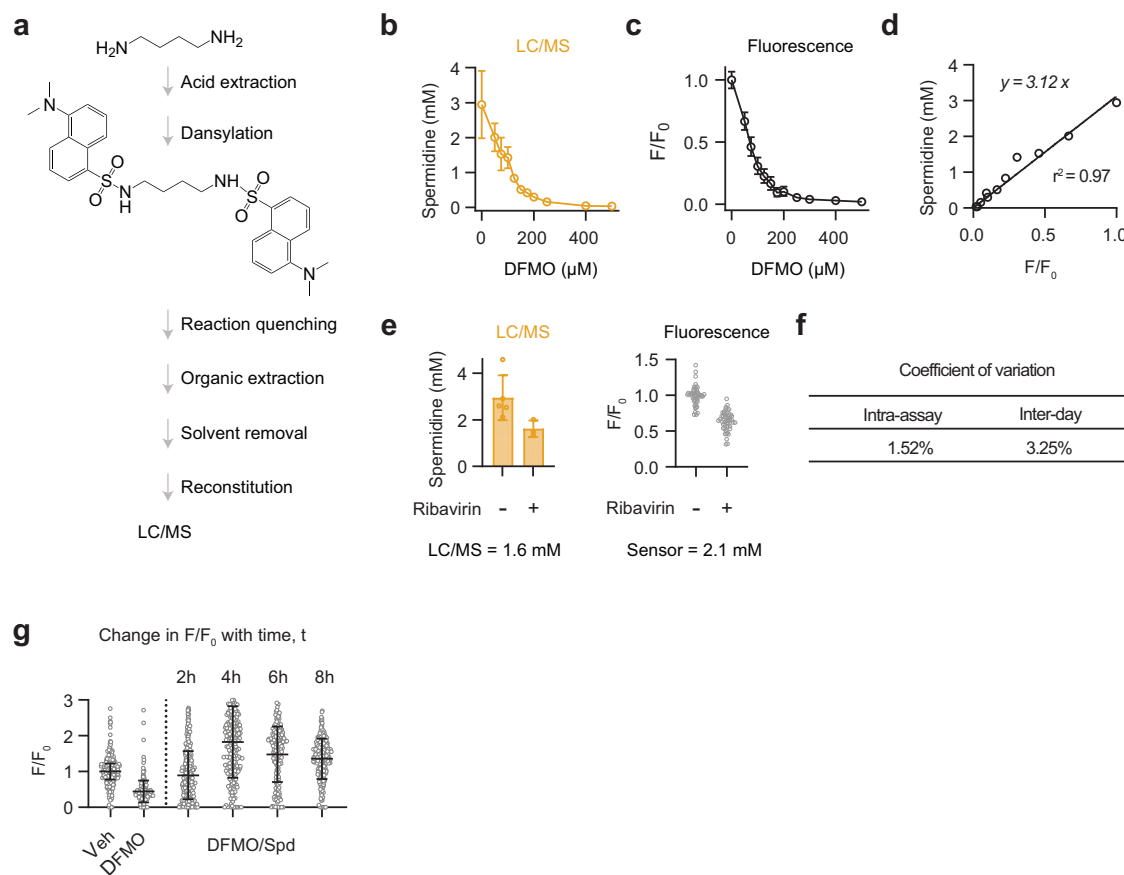 a
H₂N
NH₂
Acid extraction
Dansylation
N
O
S
O
N
H
NH
O
S
O
N
Reaction quenching
Organic extraction
Solvent removal
Reconstitution
LC/MS
b
LC/MS
Spermidine (mM)
4
3
2
1
0
0
200
400
DFMO (µM)
c
Fluorescence
F/F₀
1.0
0.5
0.0
0
200
400
DFMO (µM)
d
Spermidine (mM)
4
3
2
1
0
y = 3.12 x
r² = 0.97
0.0
0.5
1.0
F/F₀
e
LC/MS
Spermidine (mM)
4
2
0
Ribavirin - +
LC/MS = 1.6 mM
Fluorescence
F/F₀
1.5
1.0
0.5
0.0
Ribavirin - +
Sensor = 2.1 mM
f
Coefficient of variation
Intra-assay Inter-day
1.52% 3.25%
g
Change in F/F₀ with time, t
2h 4h 6h 8h
F/F₀
3
2
1
0
Veh
DFMO
DFMO/Spd